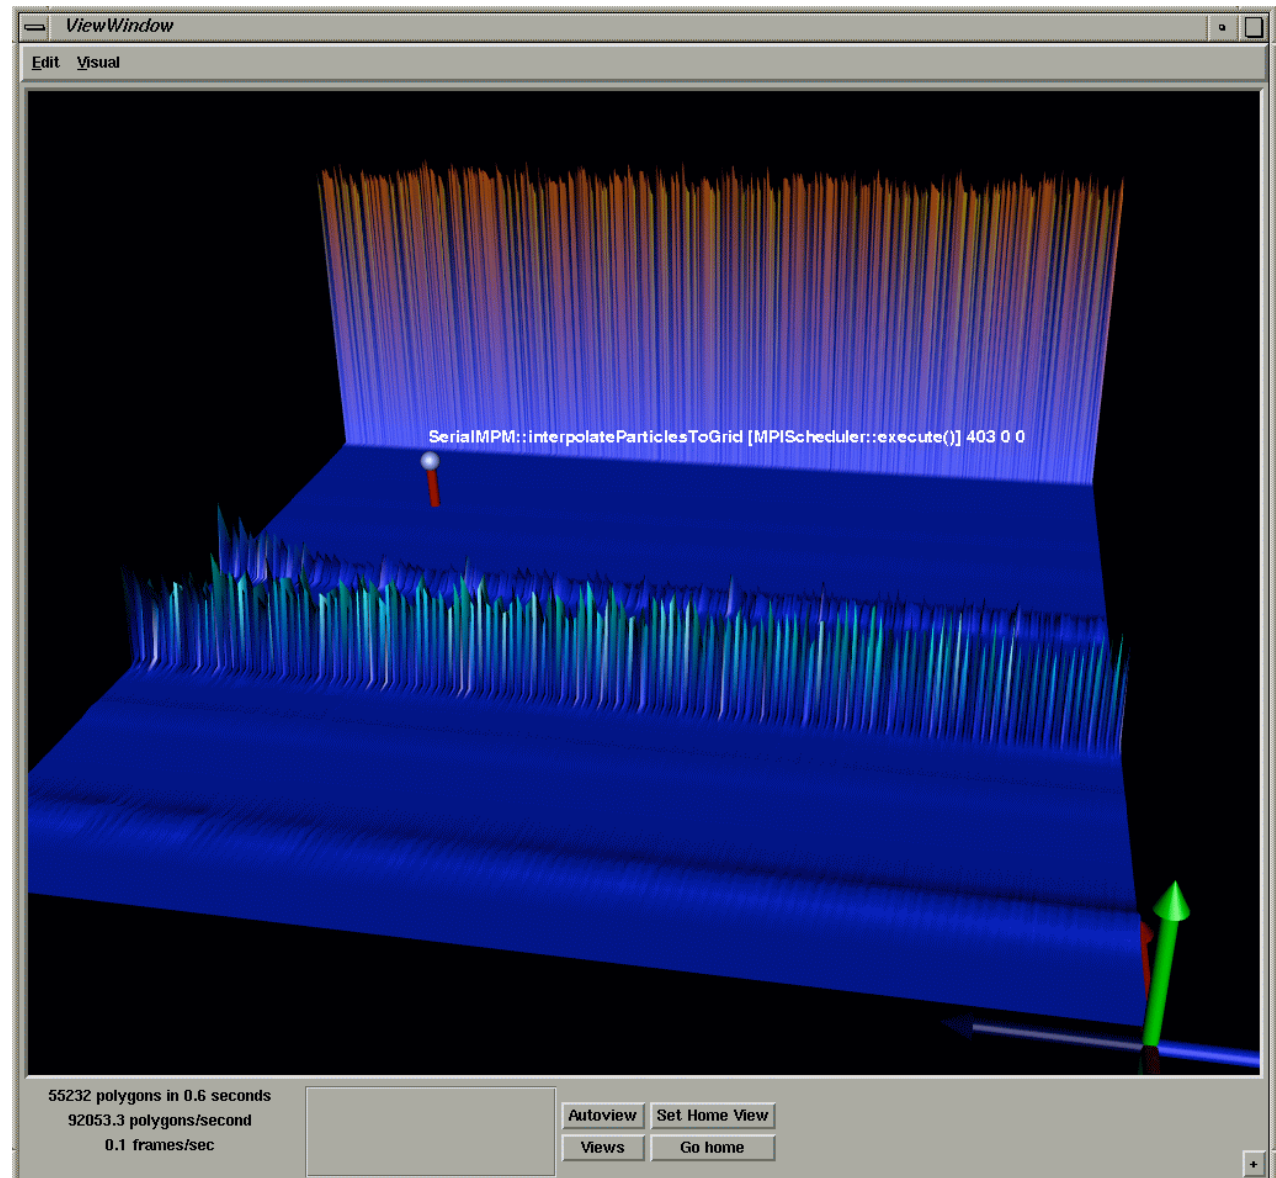 ViewWindow
Edit Visual
SerialMPM::interpolateParticlesToGrid [MPIScheduler::execute()] 403 0 0
55232 polygons in 0.6 seconds
92053.3 polygons/second
0.1 frames/sec
Autoview Set Home View
Views Go home
+